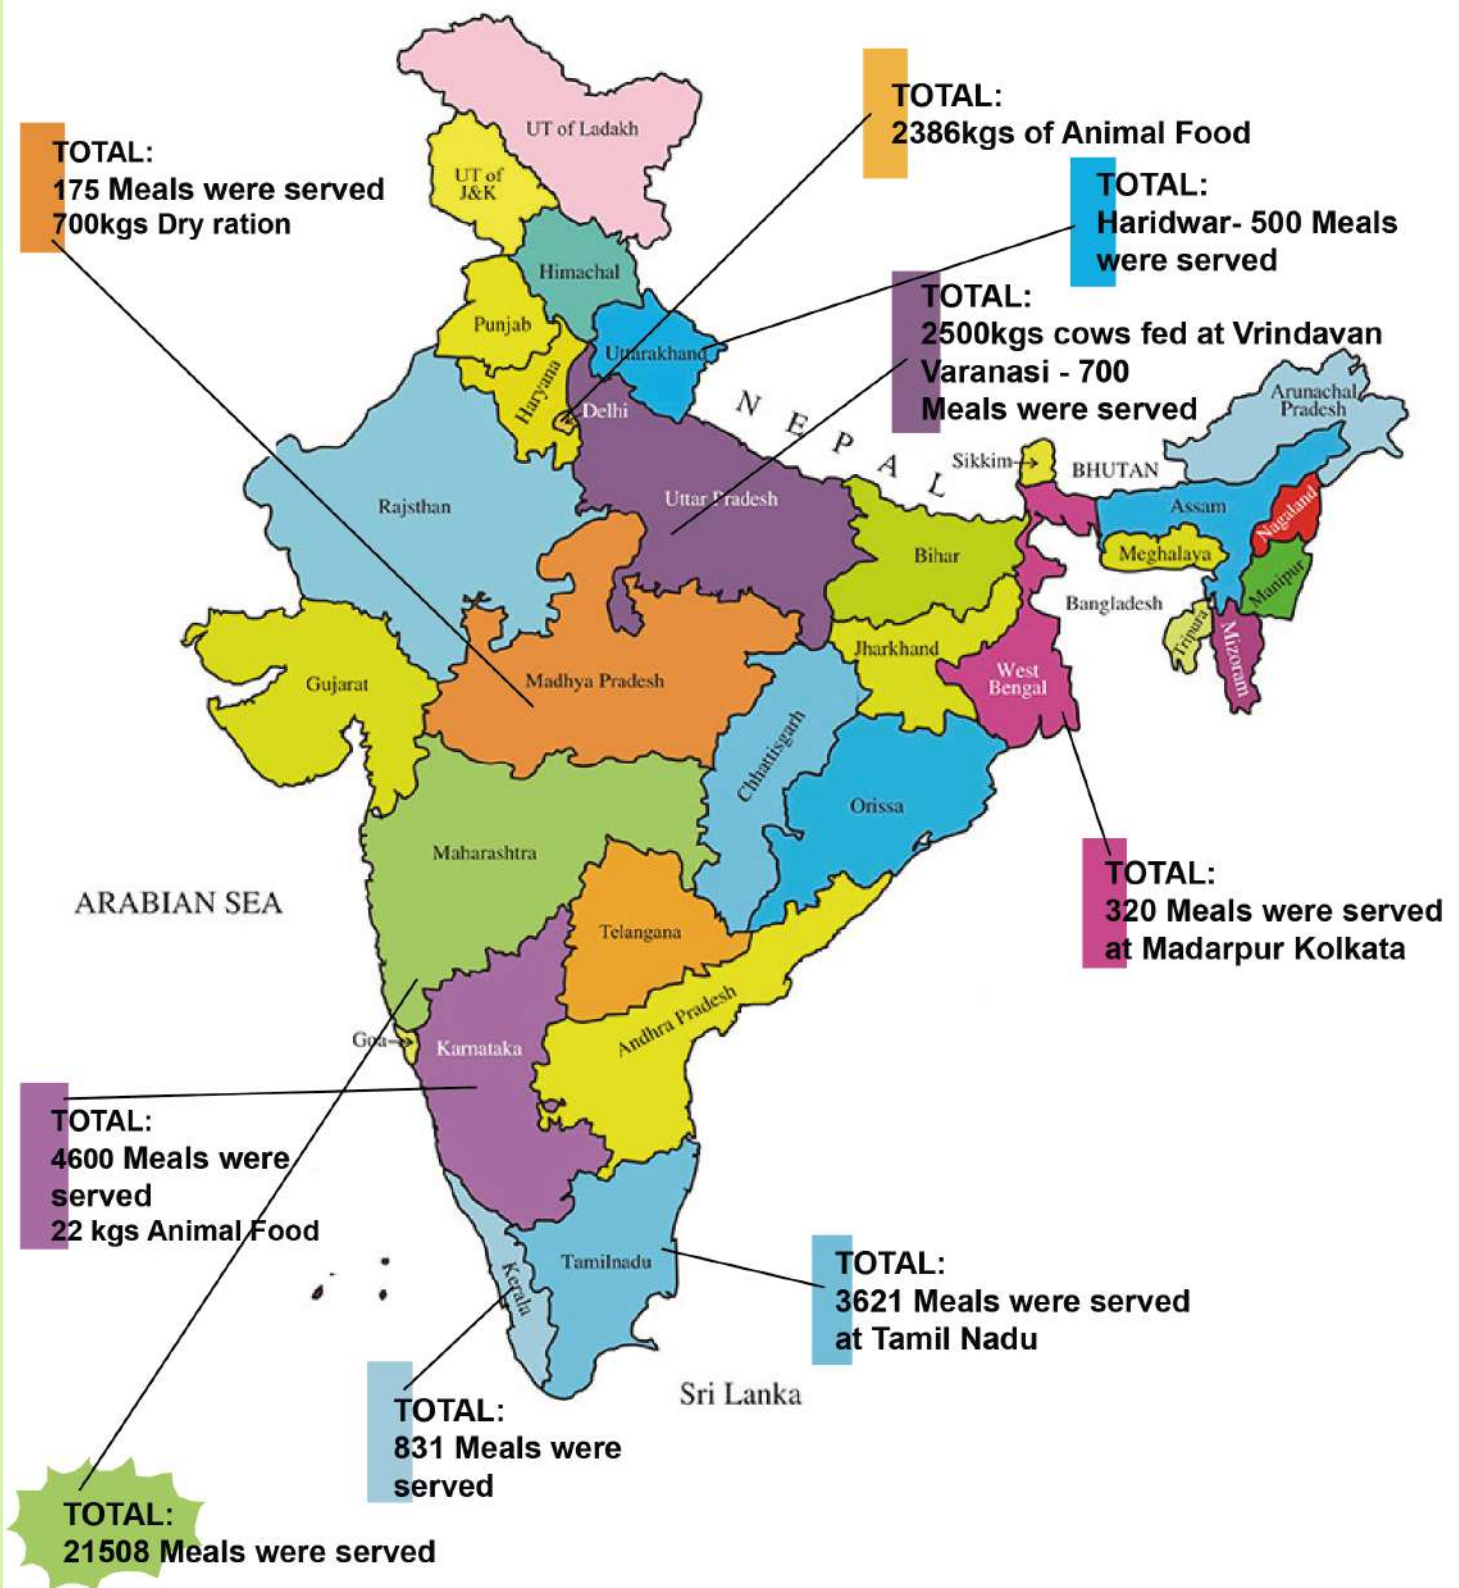 UT of Ladakh
TOTAL:
2386kgs of Animal Food
TOTAL:
175 Meals were served
700kgs Dry ration
UT of
J&K
TOTAL:
Haridwar- 500 Meals
were served
Himachal
TOTAL:
2500kgs cows fed at Vrindavan
Varanasi - 700
Meals were served
Punjab
Uttarakhand
Haryana
Delhi
NEPAL
Arunachal
Pradesh
Sikkim
BHUTAN
Rajsthan
Uttar Pradesh
Assam
Nagaland
Bihar
Meghalaya
Manipur
Bangladesh
Tripura
Mizoram
Jharkhand
West
Bengal
Gujarat
Madhya Pradesh
Chhattisgarh
Orissa
Maharashtra
TOTAL:
320 Meals were served
at Madarpur Kolkata
ARABIAN SEA
Telangana
Andhra Pradesh
Goa
Karnataka
TOTAL:
4600 Meals were
served
22 kgs Animal Food
Tamilnadu
Kerala
TOTAL:
3621 Meals were served
at Tamil Nadu
Sri Lanka
TOTAL:
831 Meals were
served
TOTAL:
21508 Meals were served